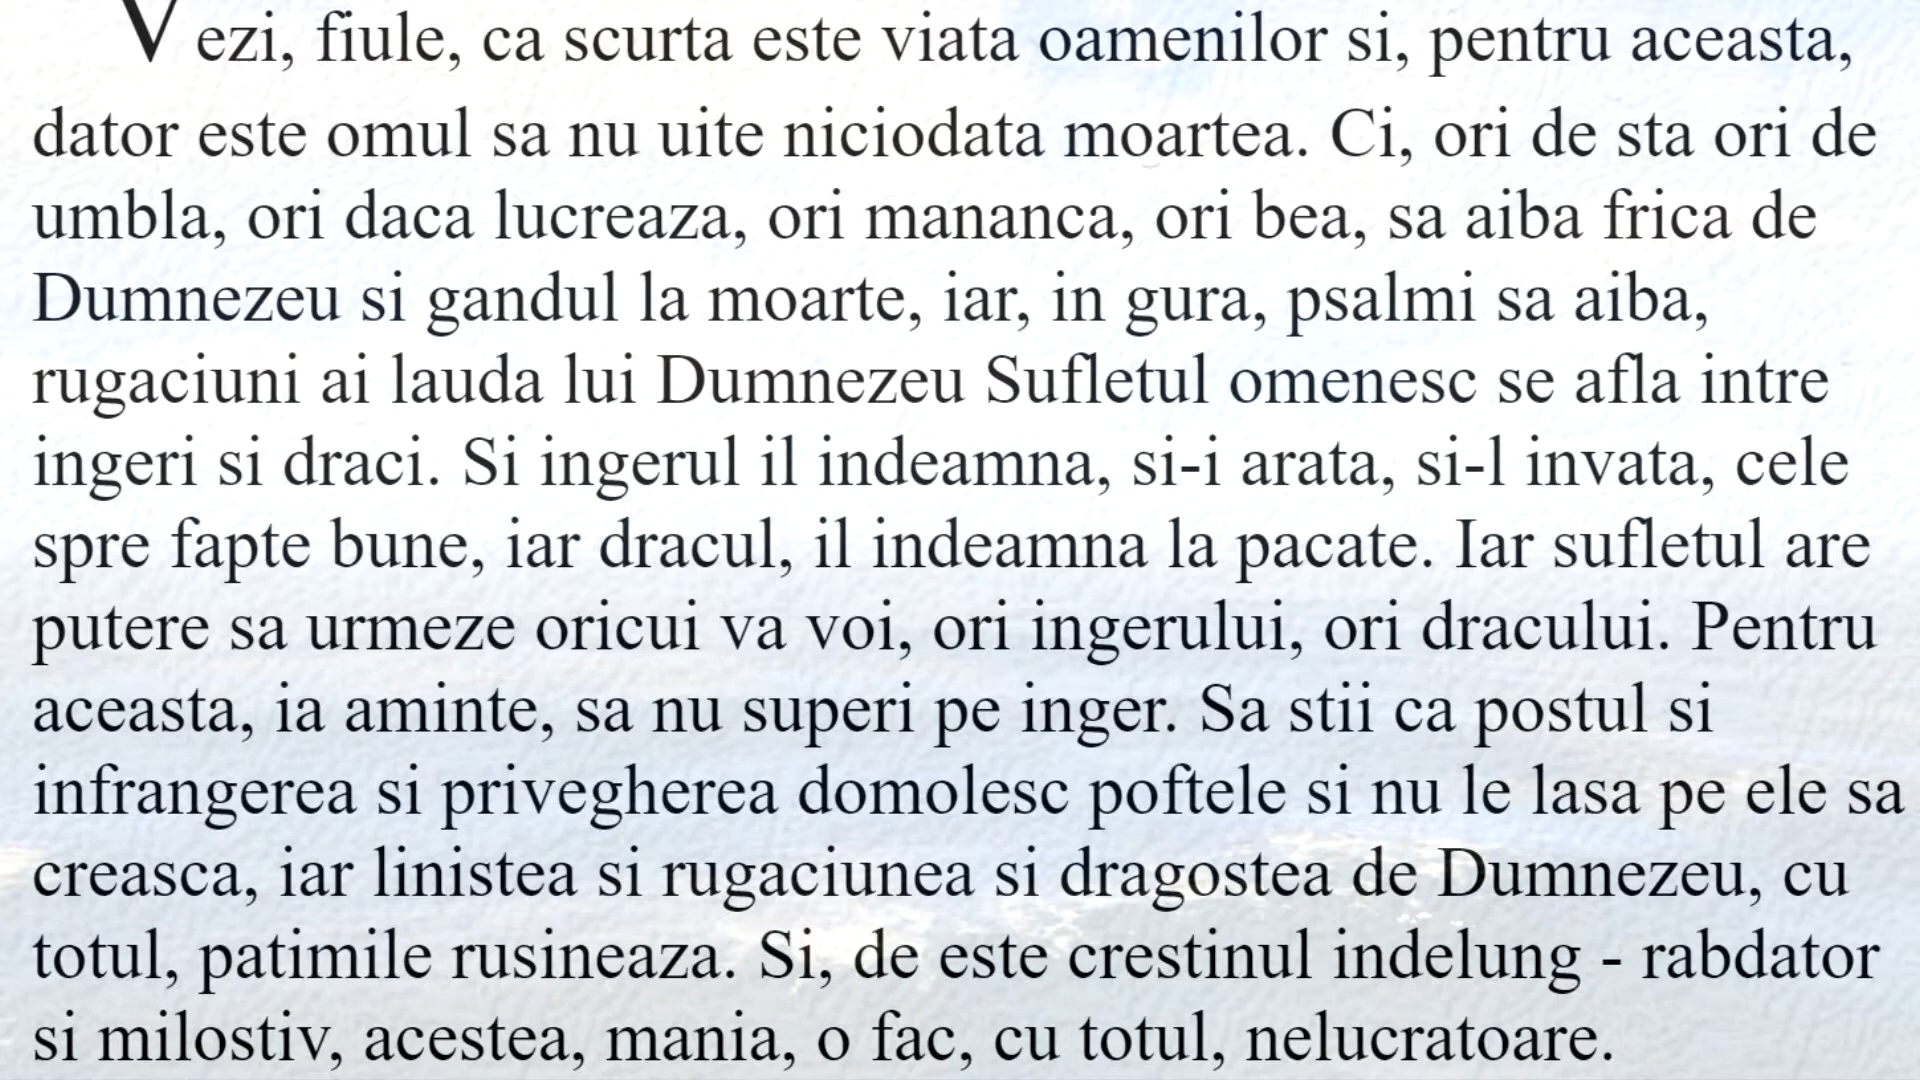 Vezi, fiule, ca scurta este viata oamenilor si, pentru aceasta,
dator este omul sa nu uite niciodata moartea. Ci, ori de sta ori de
umbla, ori daca lucreaza, ori mananca, ori bea, sa aiba frica de
Dumnezeu si gandul la moarte, iar, in gura, psalmi sa aiba,
rugaciuni ai lauda lui Dumnezeu Sufletul omenesc se afla intre
ingeri si draci. Si ingerul il indeamna, si-i arata, si-l invata, cele
spre fapte bune, iar dracul, il indeamna la pacate. Iar sufletul are
putere sa urmeze oricui va voi, ori ingerului, ori dracului. Pentru
aceasta, ia aminte, sa nu superi pe inger. Sa stii ca postul si
infrangerea si privegherea domolesc poftele si nu le lasa pe ele sa
creasca, iar linistea si rugaciunea si dragostea de Dumnezeu, cu
totul, patimile rusineaza. Si, de este crestinul indelung - rabdator
si milostiv, acestea, mania, o fac, cu totul, nelucratoare.